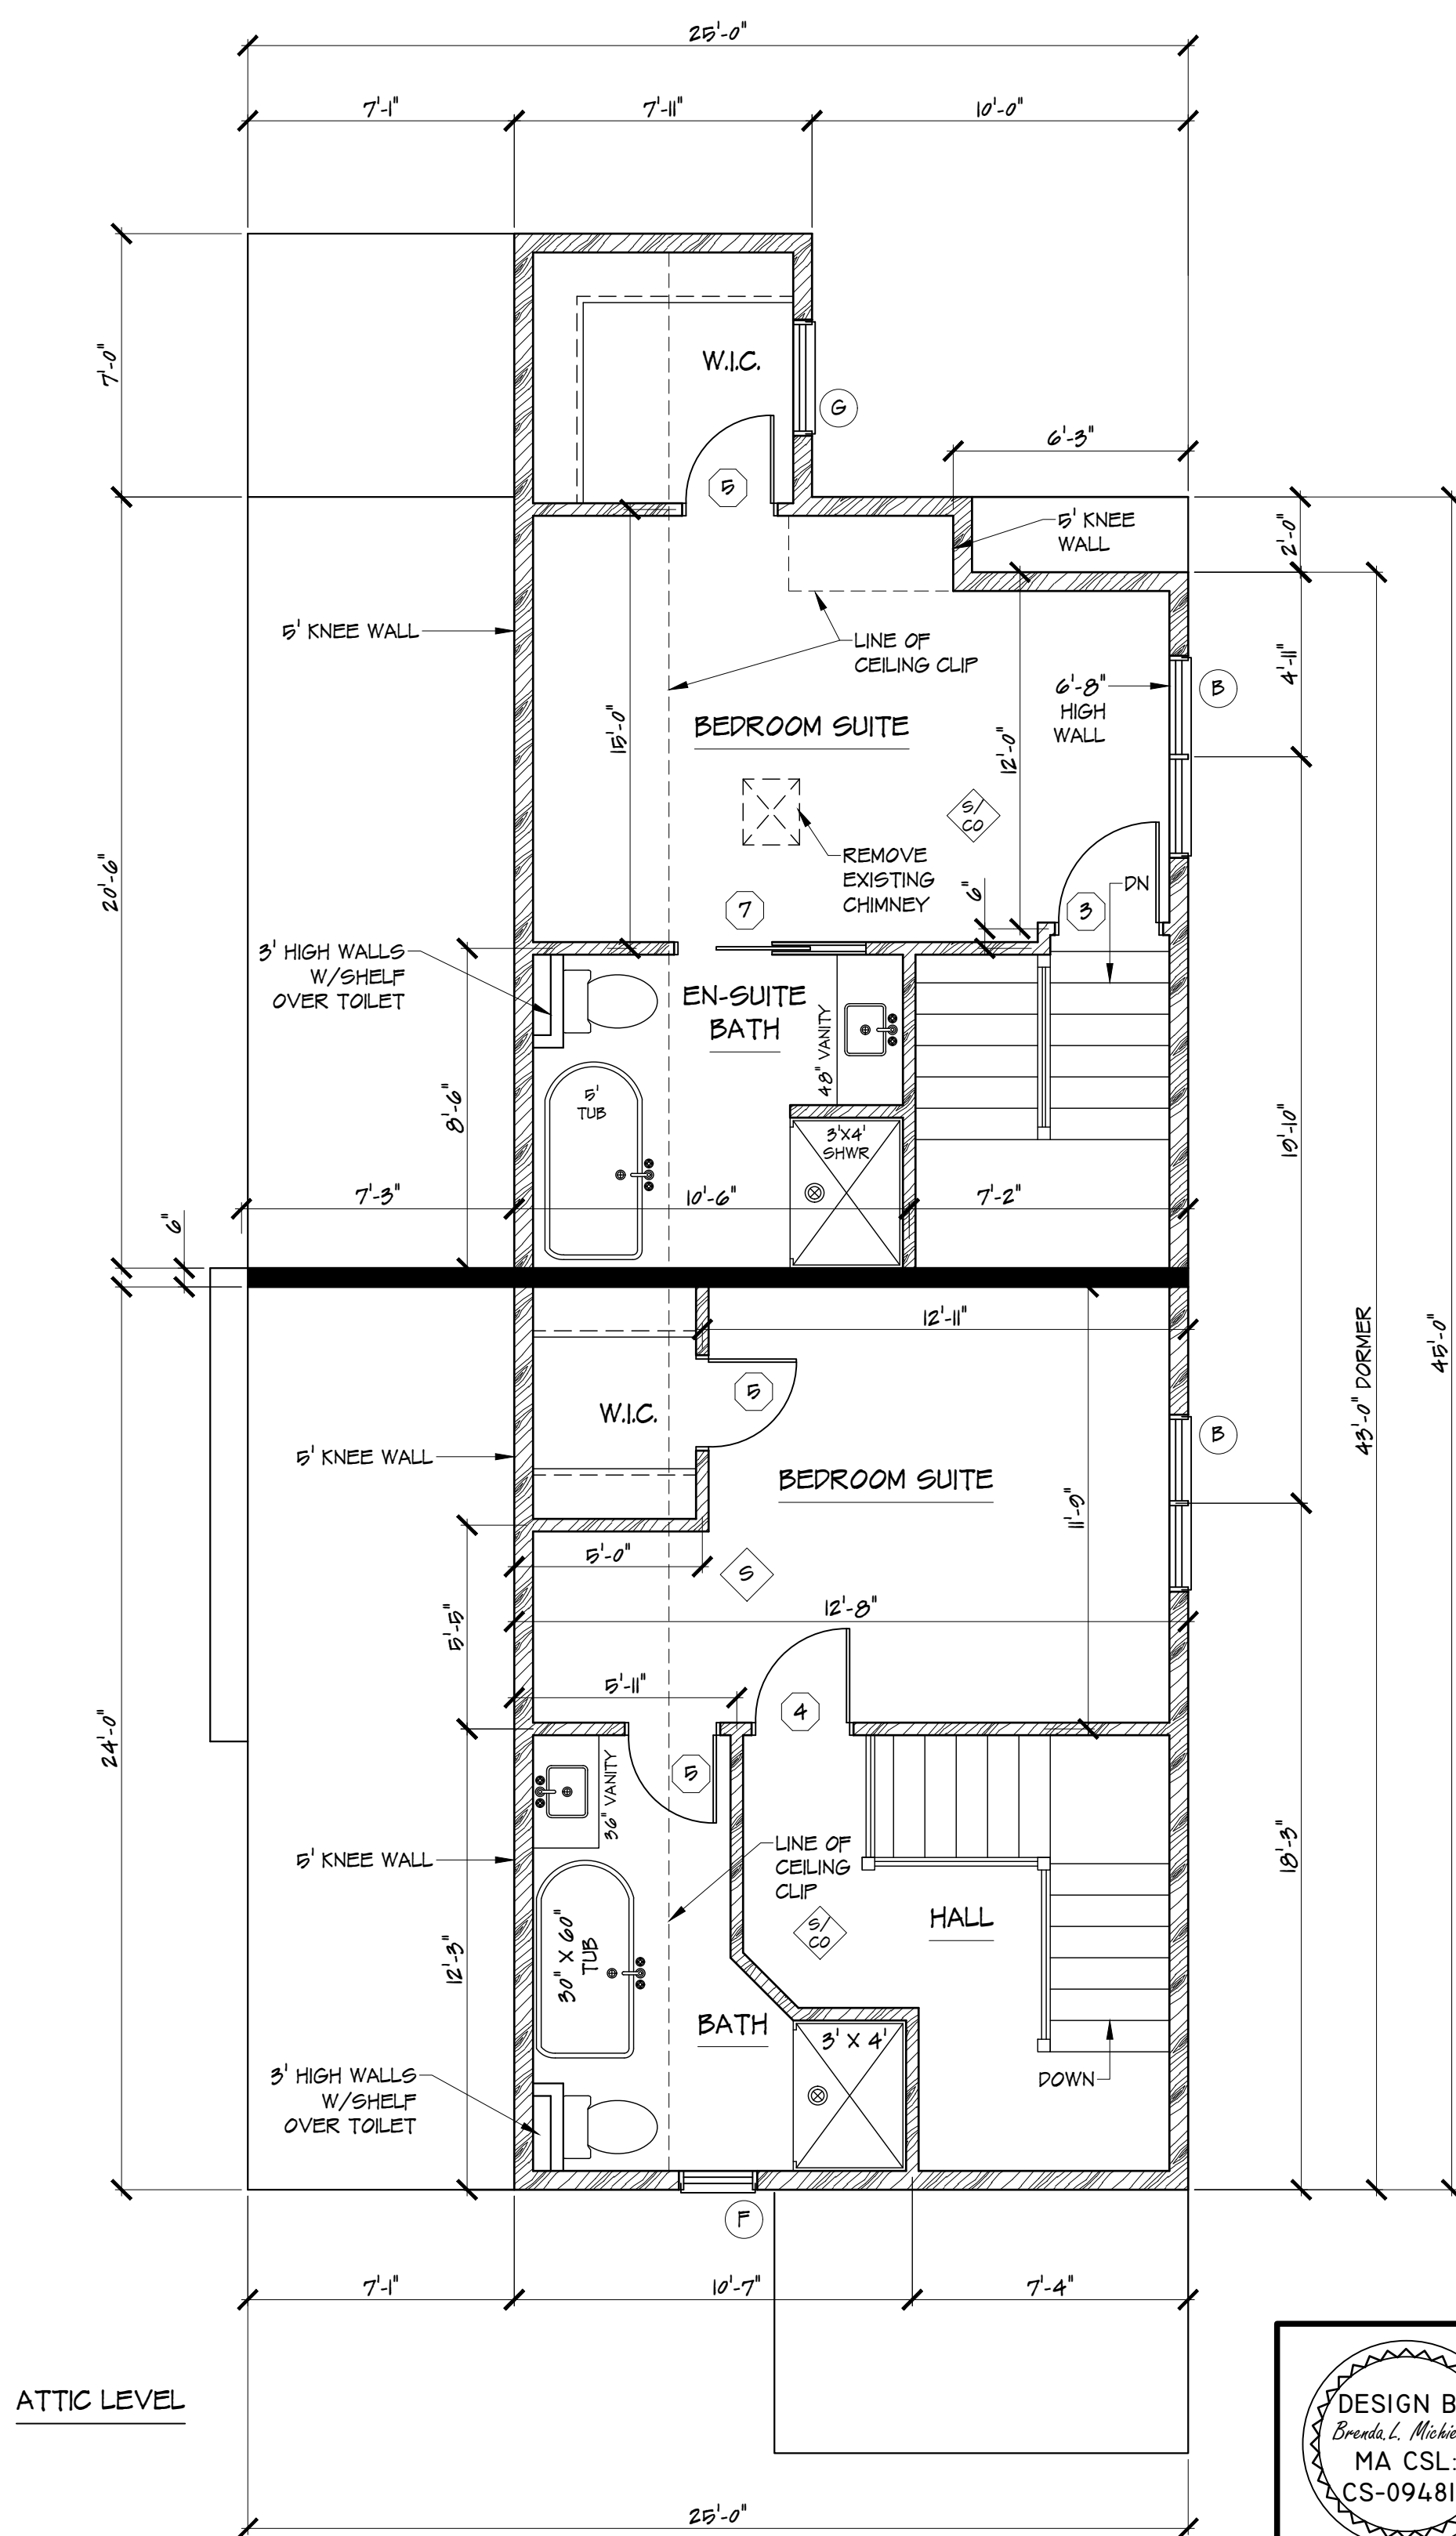 25'-0"
7'-1"
7'-11"
10'-0"
7'-0"
W.I.C.
G
5
6'-3"
5' KNEE
WALL
2'-0"
5' KNEE WALL
LINE OF
CEILING CLIP
4'-11"
6'-8"
HIGH
WALL
B
BEDROOM SUITE
15'-0"
12'-0"
S/
CO
REMOVE
EXISTING
CHIMNEY
20'-6"
6"
DN
7
3
3' HIGH WALLS
W/SHELF
OVER TOILET
EN-SUITE
BATH
48" VANITY
5'
TUB
8'-6"
3'X4'
SHWR
19'-10"
7'-3"
10'-6"
7'-2"
6"
12'-11"
43'-0" DORMER
45'-0"
5
W.I.C.
B
5' KNEE WALL
BEDROOM SUITE
11'-9"
5'-0"
S
12'-8"
5'-5"
5'-11"
4
24'-0"
5
36" VANITY
LINE OF
CEILING
CLIP
5' KNEE WALL
18'-3"
HALL
S/
CO
30" X 60"
TUB
12'-3"
BATH
3' X 4'
3' HIGH WALLS
W/SHELF
OVER TOILET
DOWN
F
7'-1"
10'-7"
7'-4"
ATTIC LEVEL
DESIGN B
Brenda L. Michie
MA CSL:
CS-09481
25'-0"